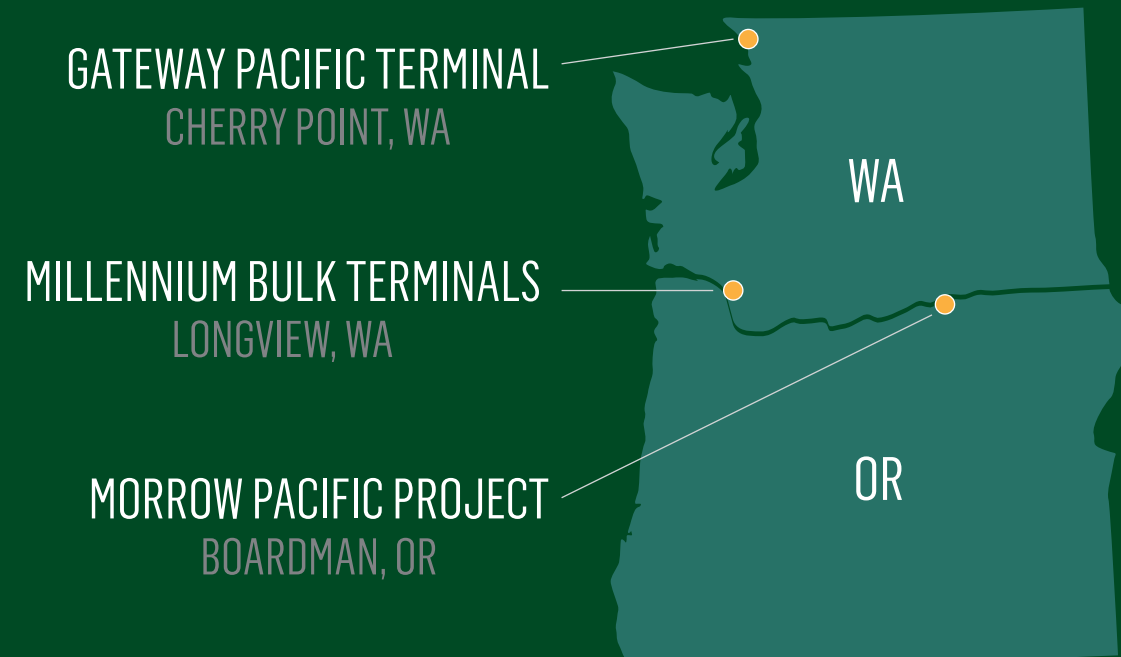 GATEWAY PACIFIC TERMINAL
CHERRY POINT, WA
WA
MILLENNIUM BULK TERMINALS
LONGVIEW, WA
MORROW PACIFIC PROJECT
BOARDMAN, OR
OR